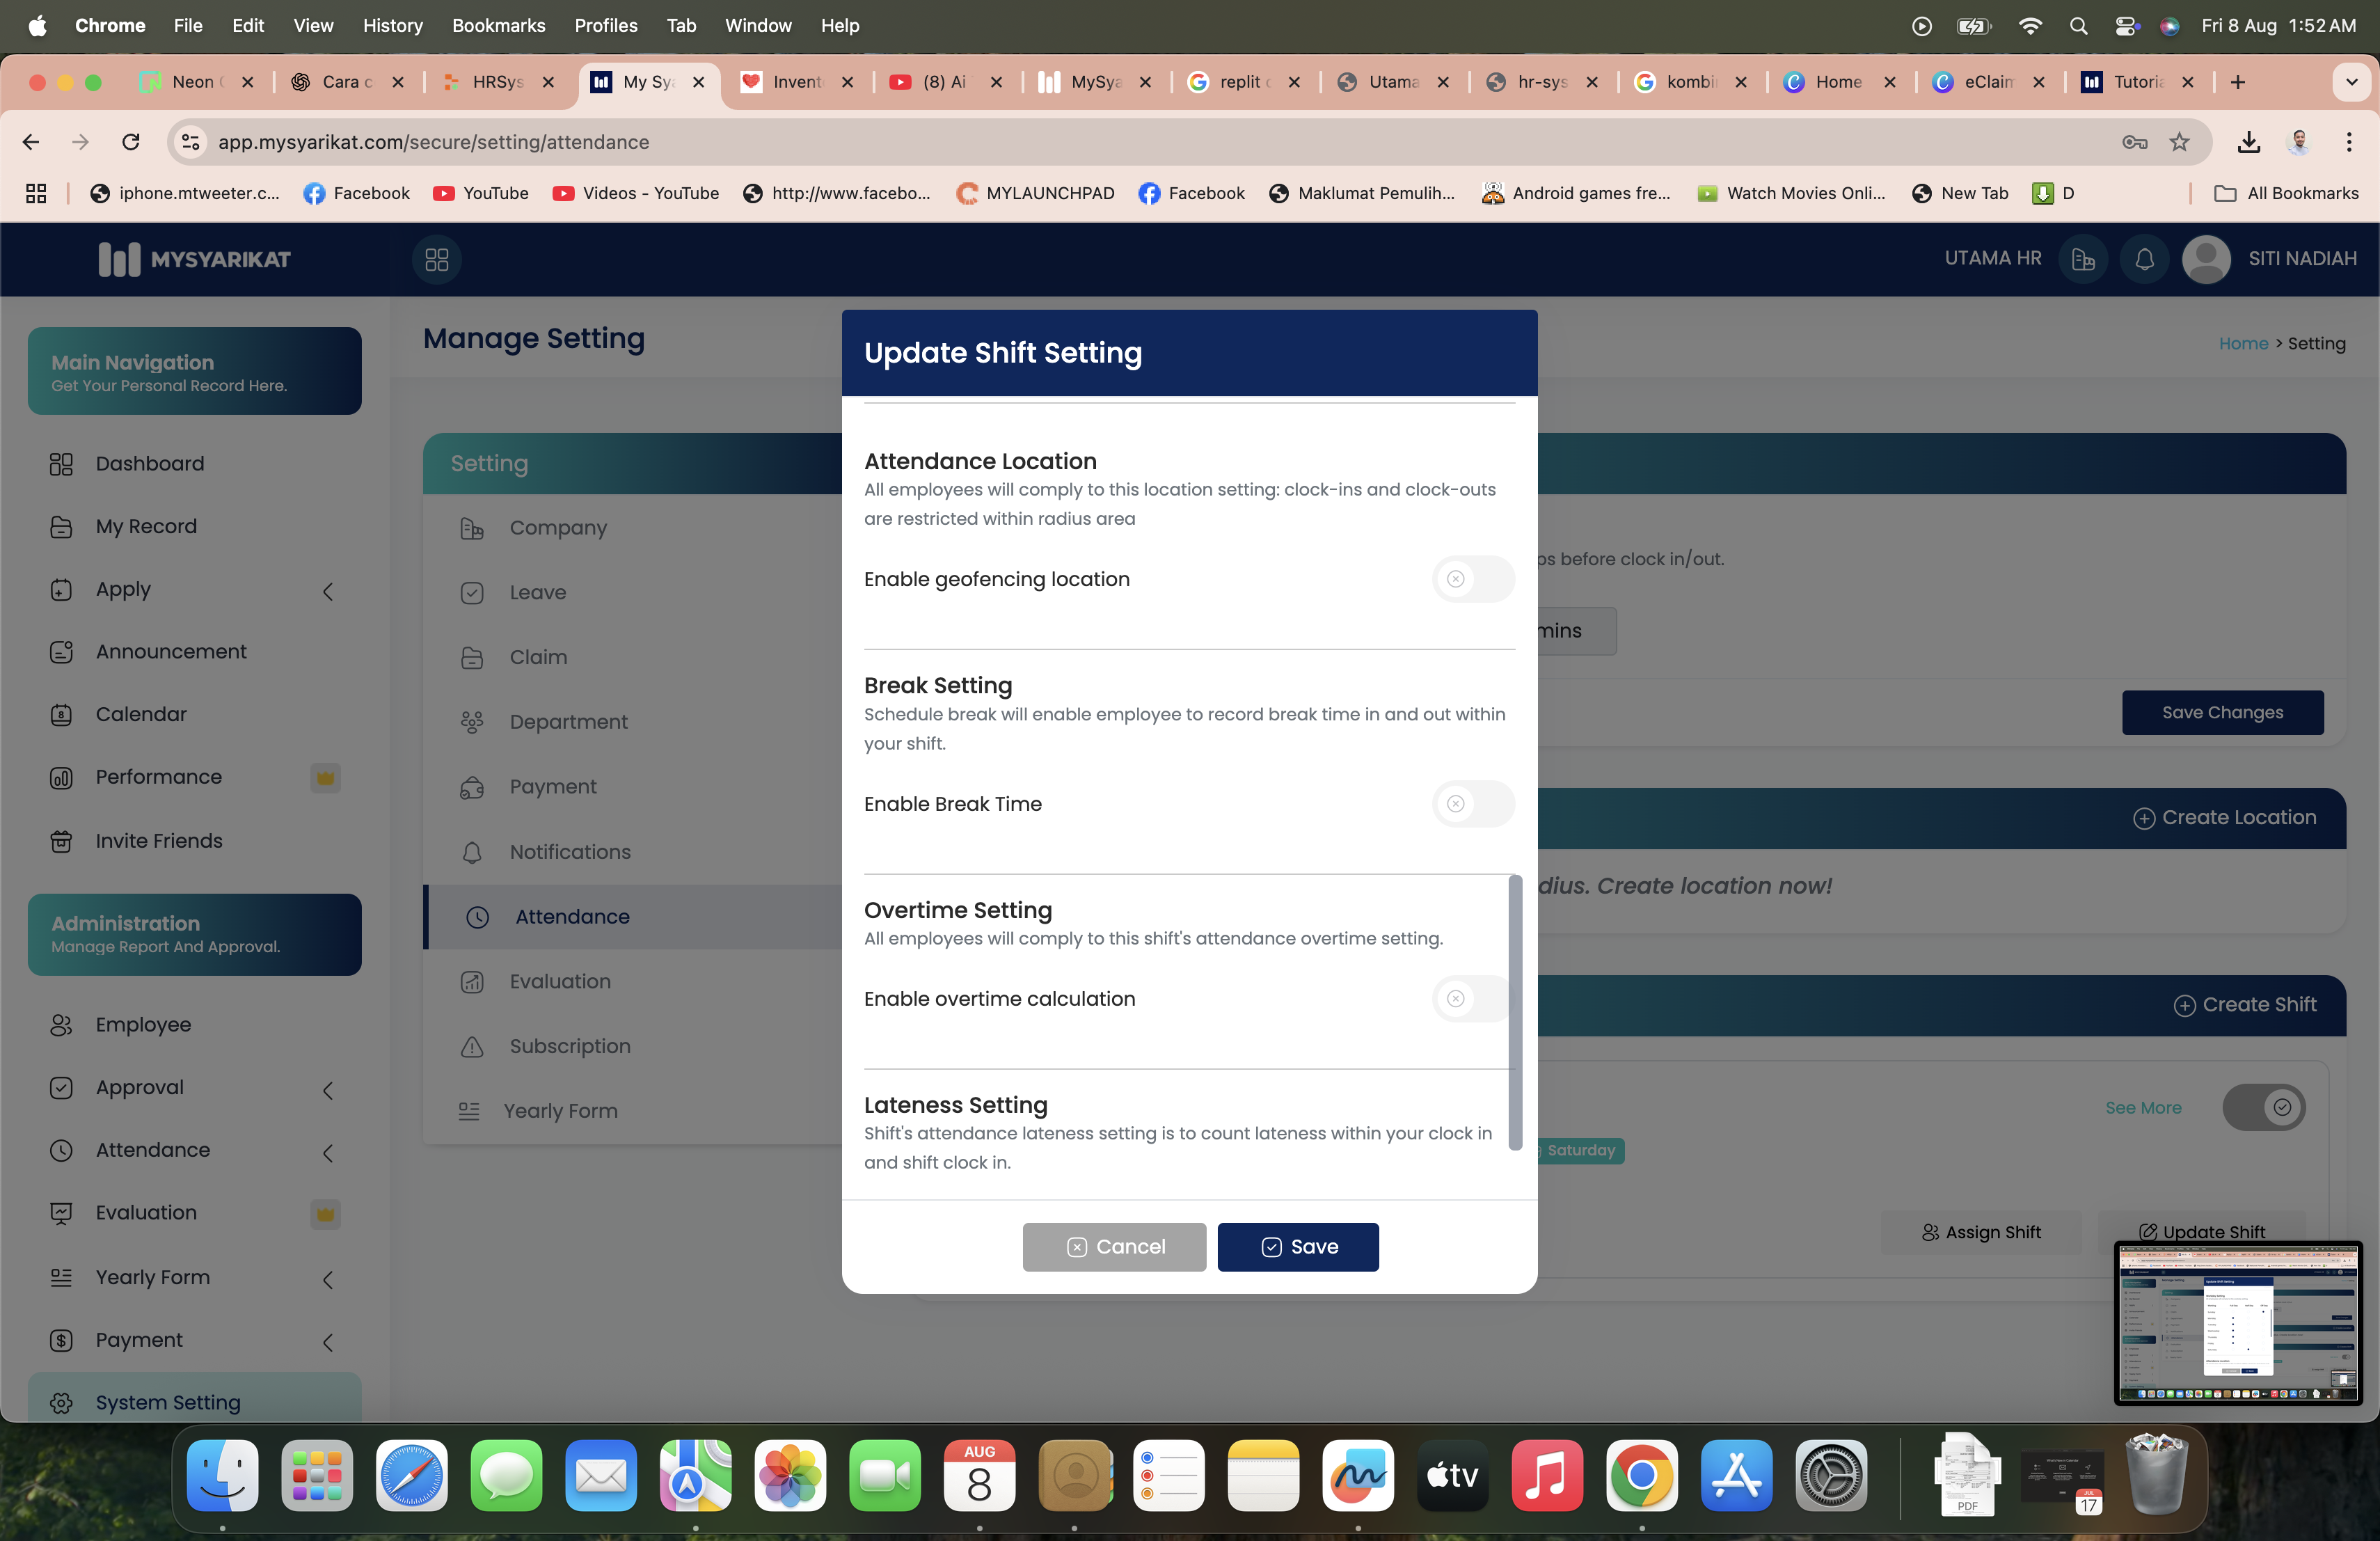 Chrome File Edit View History Bookmarks Profiles Tab Window Help
Fri 8 Aug 1:52 AM
Neon
Cara c
HRSys
My Sya
Invent
(8) Ai
MySya
replit
Utama
hr-sys
kombi
Home
eClaim
Tutoria
app.mysyarikat.com/secure/setting/attendance
iphone.mtweeter.c...
Facebook
YouTube
Videos - YouTube
http://www.facebo...
MYLAUNCHPAD
Facebook
Maklumat Pemulih...
Android games fre...
Watch Movies Onli...
New Tab
D
All Bookmarks
MYSYARIKAT
UTAMA HR
SITI NADIAH
Main Navigation
Get Your Personal Record Here.
Dashboard
My Record
Apply
Announcement
Calendar
Performance
Invite Friends
Administration
Manage Report And Approval.
Employee
Approval
Attendance
Evaluation
Yearly Form
Payment
System Setting
Manage Setting
Home > Setting
Setting
Company
Leave
Claim
Department
Payment
Notifications
Attendance
Evaluation
Subscription
Yearly Form
Update Shift Setting
Attendance Location
All employees will comply to this location setting: clock-ins and clock-outs
are restricted within radius area
Enable geofencing location
Break Setting
Schedule break will enable employee to record break time in and out within
your shift.
Enable Break Time
Overtime Setting
All employees will comply to this shift's attendance overtime setting.
Enable overtime calculation
Lateness Setting
Shift's attendance lateness setting is to count lateness within your clock in
and shift clock in.
Cancel
Save
ps before clock in/out.
mins
Save Changes
Create Location
dius. Create location now!
Create Shift
See More
Saturday
Assign Shift
Update Shift
AUG
8
tv
PDF
JUL
17